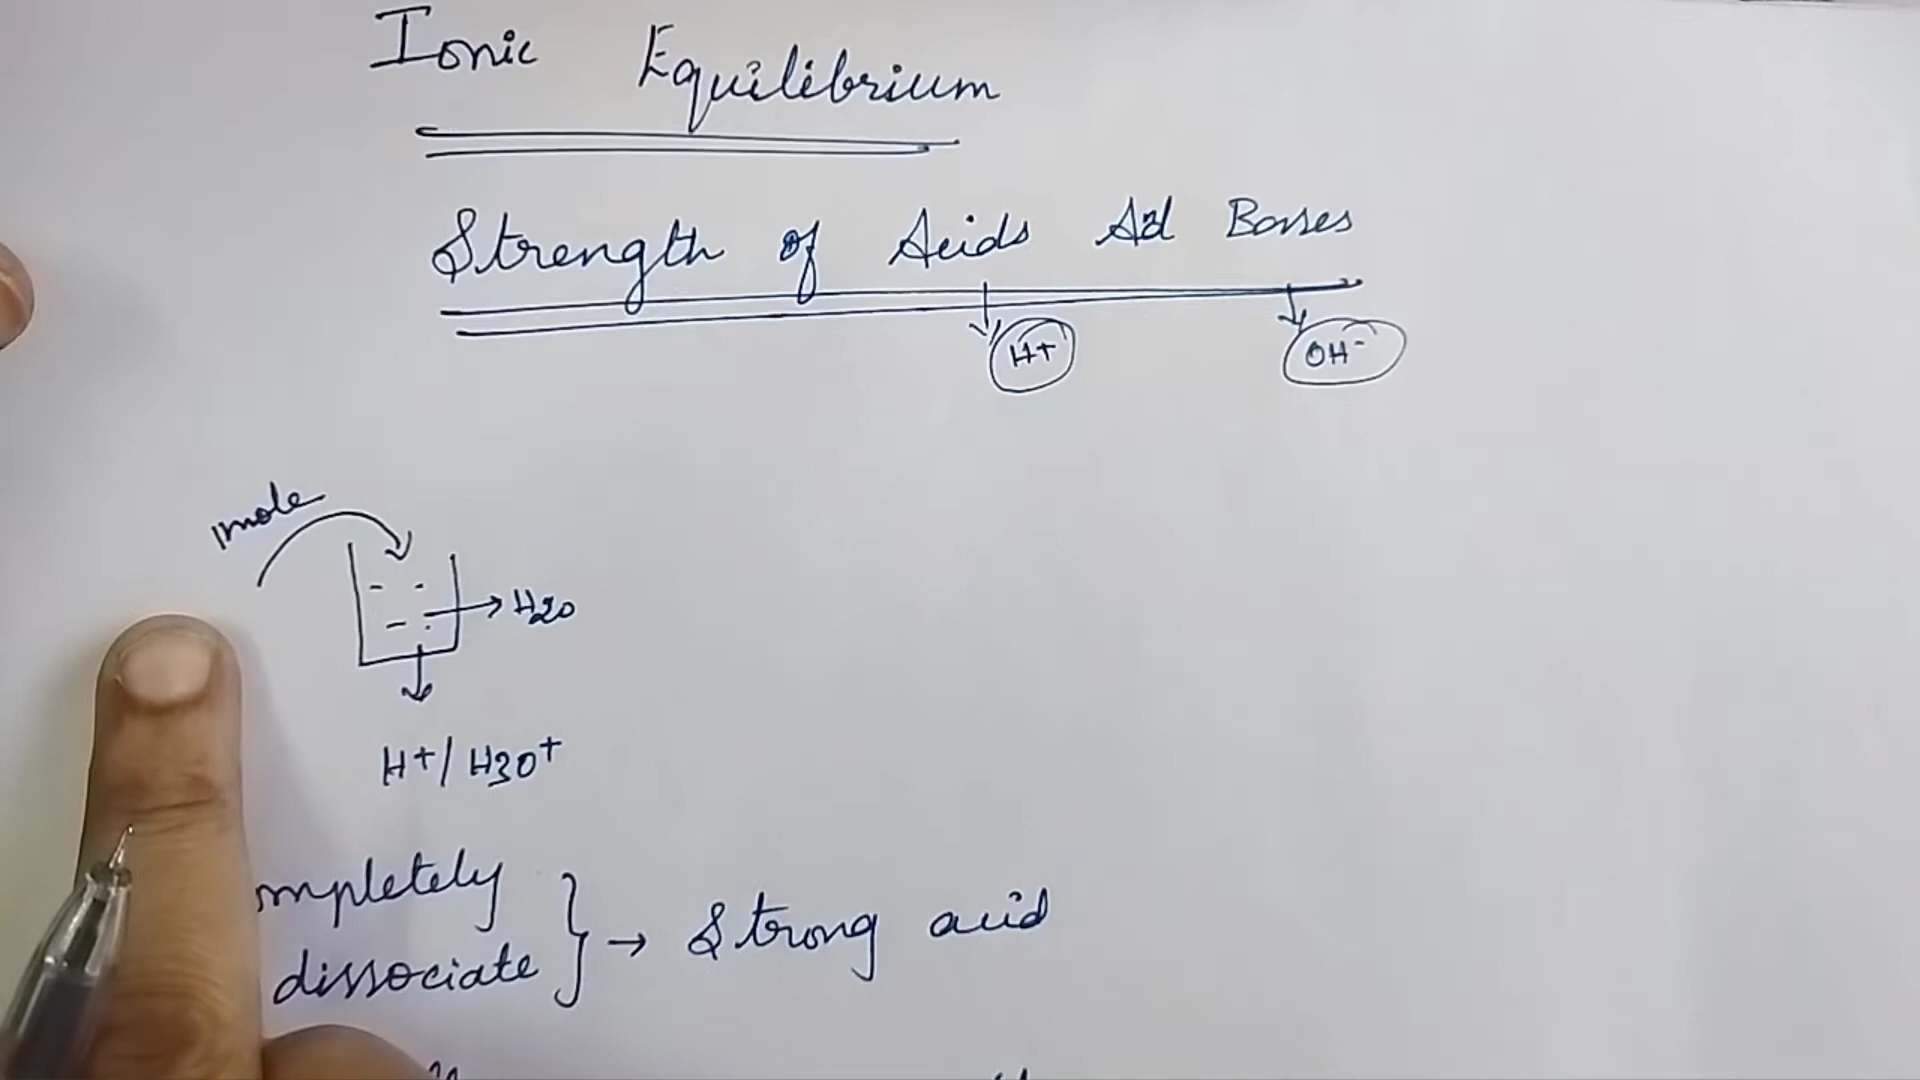 Ionic Equilibrium
Strength of Acids And Bases
H+ OH-
1mole
H2O
H+/ H3O+
mpletely
dissociate } → Strong acid